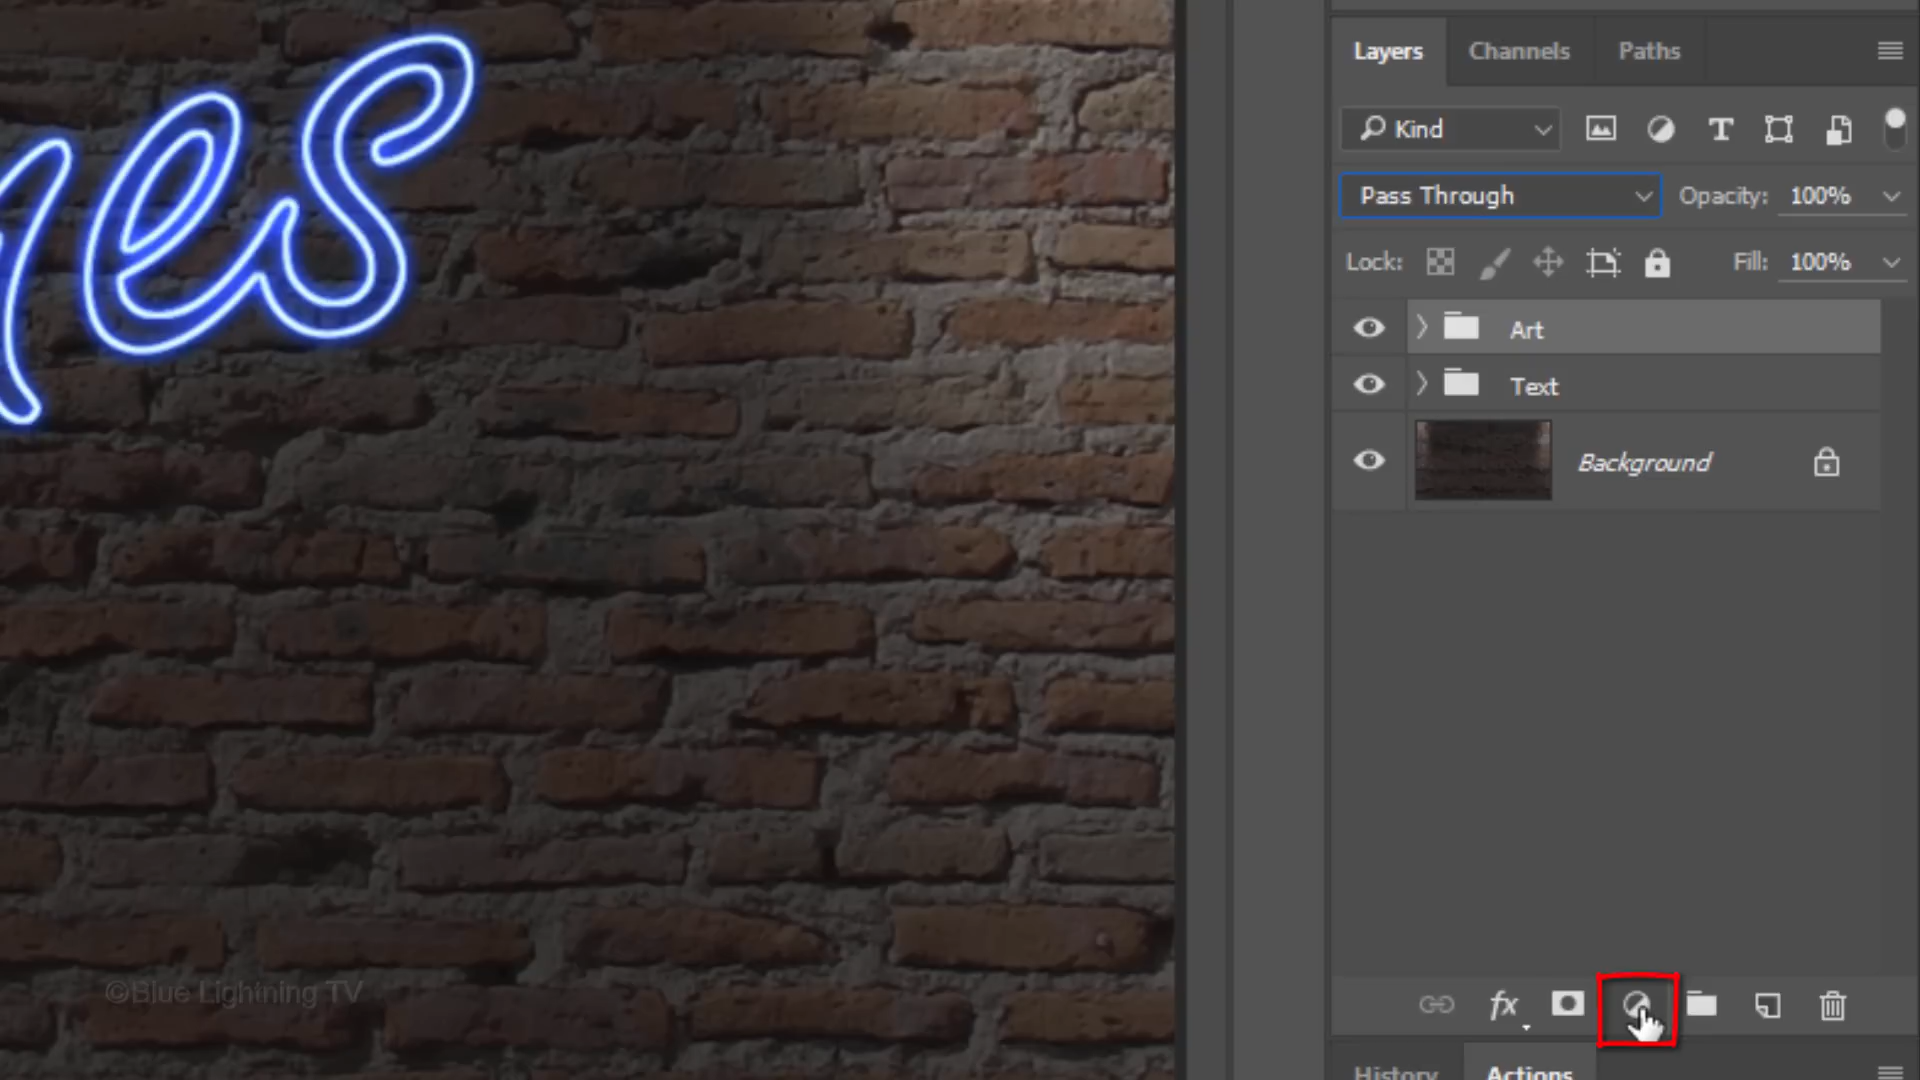 Layers Channels Paths
Kind
Pass Through Opacity: 100%
Lock: Fill: 100%
Art
Text
Background
fx
©Blue Lightning TV
History Actions